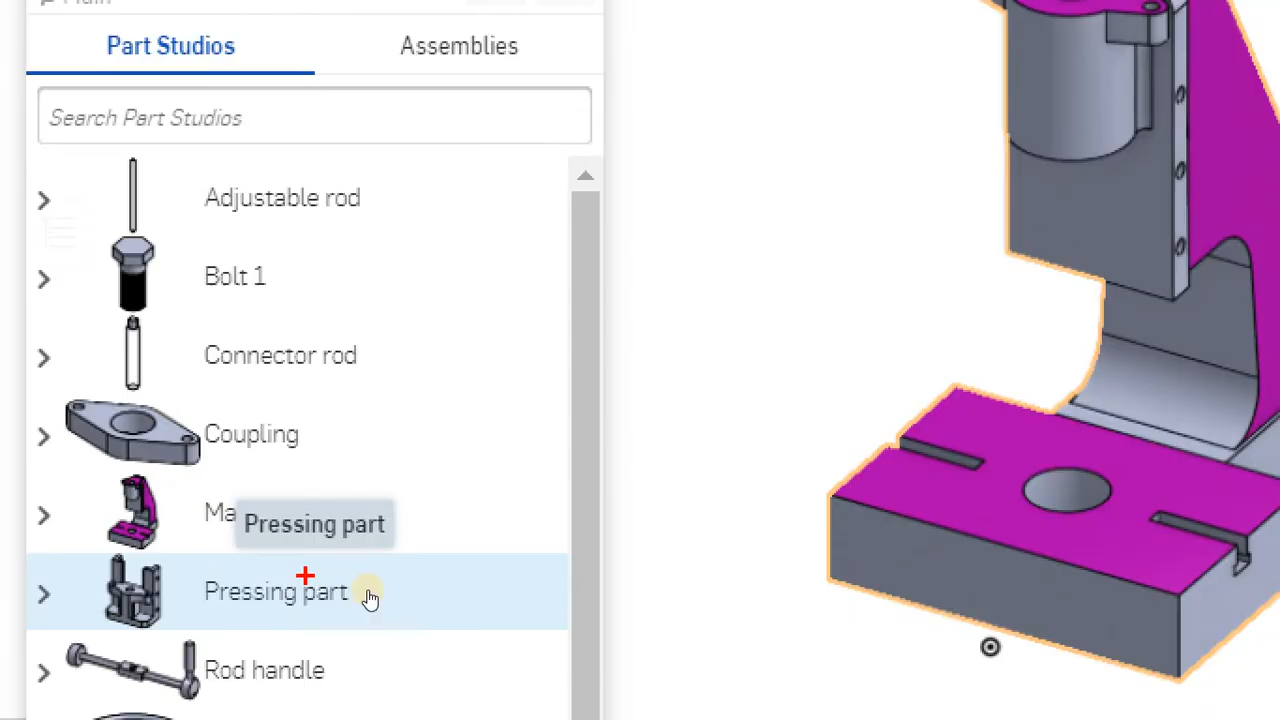 Part Studios
Assemblies
Search Part Studios
Adjustable rod
Bolt 1
Connector rod
Coupling
Ma
Pressing part
Pressing part
Rod handle